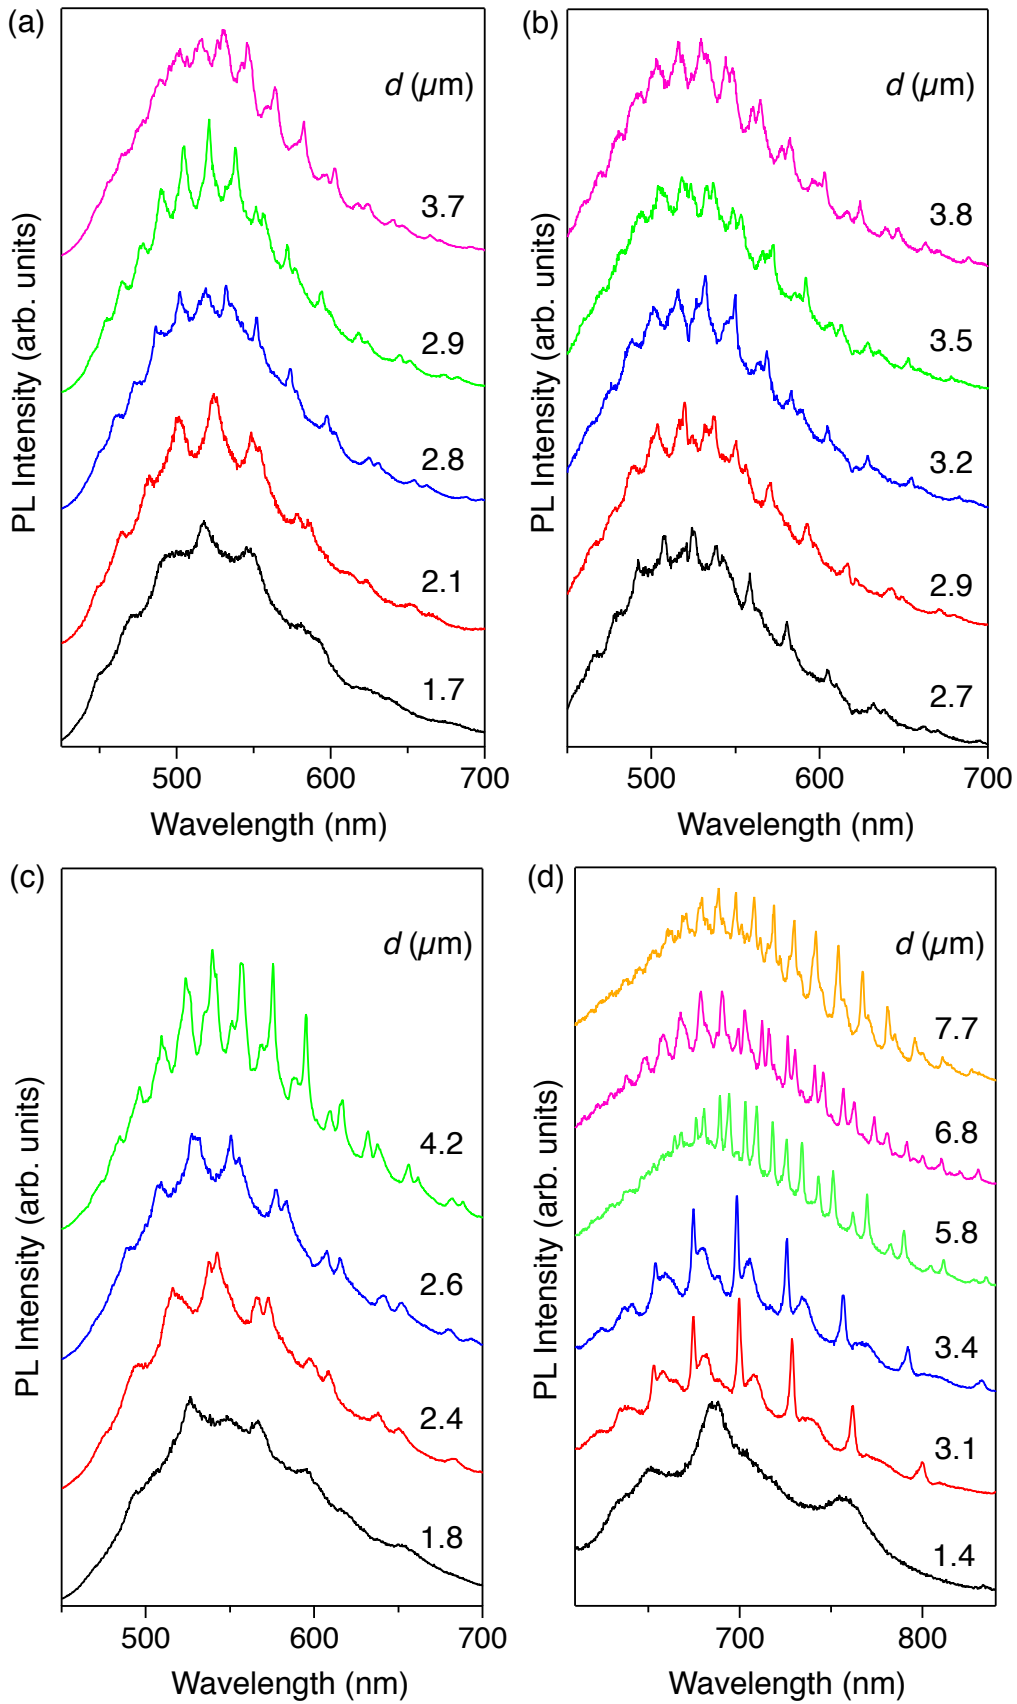 (a)
d (µm)
3.7
2.9
2.8
2.1
1.7
PL Intensity (arb. units)
500
600
700
Wavelength (nm)
(b)
d (µm)
3.8
3.5
3.2
2.9
2.7
PL Intensity (arb. units)
500
600
700
Wavelength (nm)
(c)
d (µm)
4.2
2.6
2.4
1.8
PL Intensity (arb. units)
500
600
700
Wavelength (nm)
(d)
d (µm)
7.7
6.8
5.8
3.4
3.1
1.4
PL Intensity (arb. units)
700
800
Wavelength (nm)